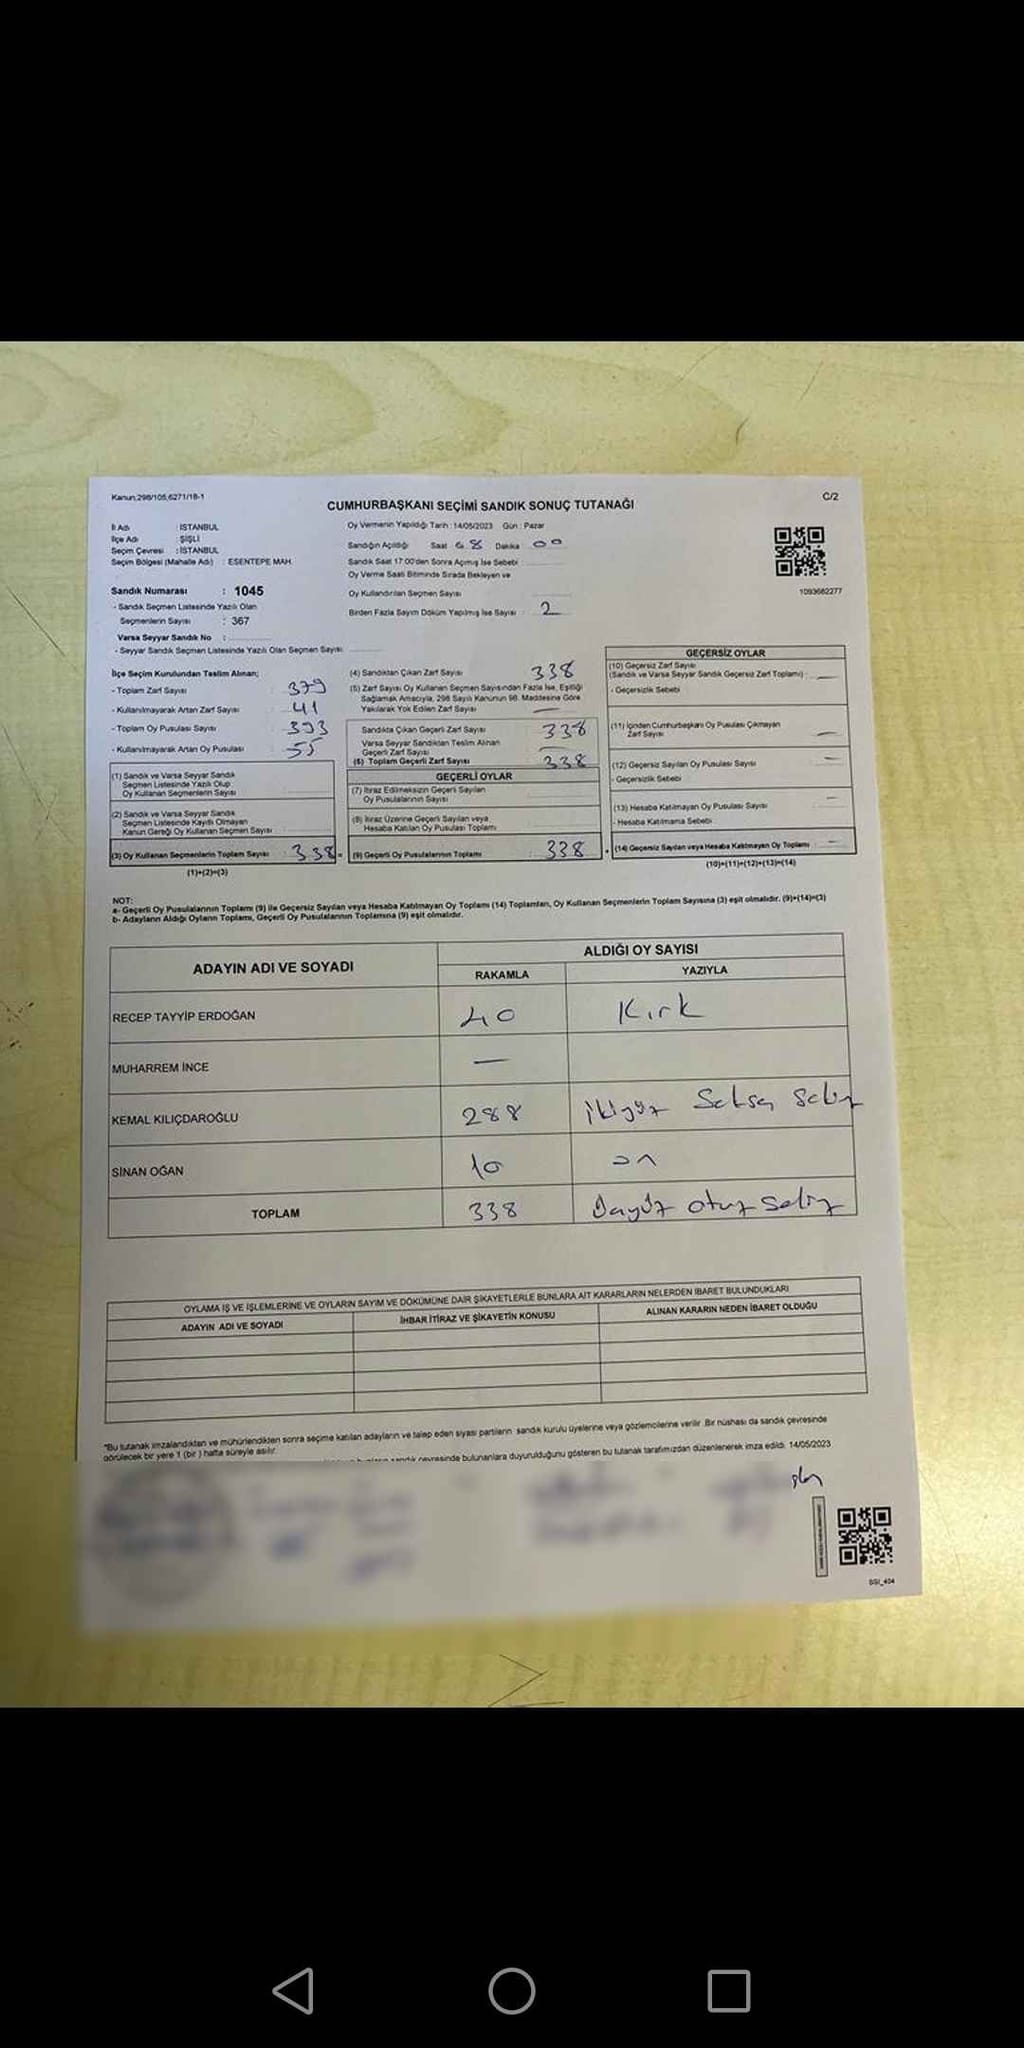 Kanun;298/105,6271/18-1
C/2
CUMHURBAŞKANI SEÇİMİ SANDIK SONUÇ TUTANAĞI
İl Adı : İSTANBUL
İlçe Adı : ŞİŞLİ
Seçim Çevresi : İSTANBUL
Seçim Bölgesi (Mahalle Adı) : ESENTEPE MAH.
Oy Vermenin Yapıldığı Tarih : 14/05/2023 Gün : Pazar
Sandığın Açıldığı Saat 08 Dakika 00
Sandık Saat 17:00'den Sonra Açmış İse Sebebi
Oy Verme Saati Bitiminde Sırada Bekleyen ve
Oy Kullandırılan Seçmen Sayısı
Birden Fazla Sayım Döküm Yapılmış İse Sayısı : 2
1093682277
Sandık Numarası : 1045
- Sandık Seçmen Listesinde Yazılı Olan
Seçmenlerin Sayısı : 367
Varsa Seyyar Sandık No :
- Seyyar Sandık Seçmen Listesinde Yazılı Olan Seçmen Sayısı:
İlçe Seçim Kurulundan Teslim Alınan;
- Toplam Zarf Sayısı : 379
- Kullanılmayarak Artan Zarf Sayısı : 41
- Toplam Oy Pusulası Sayısı : 393
- Kullanılmayarak Artan Oy Pusulası : 55
(1) Sandık ve Varsa Seyyar Sandık
Seçmen Listesinde Yazılı Olup
Oy Kullanan Seçmenlerin Sayısı
(2) Sandık ve Varsa Seyyar Sandık
Seçmen Listesinde Kayıtlı Olmayan
Kanun Gereği Oy Kullanan Seçmen Sayısı
(3) Oy Kullanan Seçmenlerin Toplam Sayısı : 338 =
(1)+(2)=(3)
(4) Sandıktan Çıkan Zarf Sayısı : 338
(5) Zarf Sayısı Oy Kullanan Seçmen Sayısından Fazla İse, Eşitliği
Sağlamak Amacıyla, 298 Sayılı Kanunun 98. Maddesine Göre
Yakılarak Yok Edilen Zarf Sayısı —
Sandıkta Çıkan Geçerli Zarf Sayısı : 338
Varsa Seyyar Sandıktan Teslim Alınan
Geçerli Zarf Sayısı —
(6) Toplam Geçerli Zarf Sayısı : 338
GEÇERLİ OYLAR
(7) İtiraz Edilmeksizin Geçerli Sayılan
Oy Pusulalarının Sayısı
(8) İtiraz Üzerine Geçerli Sayılan veya
Hesaba Katılan Oy Pusulası Toplamı
(9) Geçerli Oy Pusulalarının Toplamı : 338 +
GEÇERSİZ OYLAR
(10) Geçersiz Zarf Sayısı
(Sandık ve Varsa Seyyar Sandık Geçersiz Zarf Toplamı) : —
- Geçersizlik Sebebi
(11) İçinden Cumhurbaşkanı Oy Pusulası Çıkmayan
Zarf Sayısı —
(12) Geçersiz Sayılan Oy Pusulası Sayısı —
- Geçersizlik Sebebi
(13) Hesaba Katılmayan Oy Pusulası Sayısı —
- Hesaba Katılmama Sebebi
(14) Geçersiz Sayılan veya Hesaba Katılmayan Oy Toplamı —
(10)+(11)+(12)+(13)=(14)
NOT:
a- Geçerli Oy Pusulalarının Toplamı (9) ile Geçersiz Sayılan veya Hesaba Katılmayan Oy Toplamı (14) Toplamları, Oy Kullanan Seçmenlerin Toplam Sayısına (3) eşit olmalıdır. (9)+(14)=(3)
b- Adayların Aldığı Oyların Toplamı, Geçerli Oy Pusulalarının Toplamına (9) eşit olmalıdır.
ADAYIN ADI VE SOYADI
ALDIĞI OY SAYISI
RAKAMLA YAZIYLA
RECEP TAYYİP ERDOĞAN 40 Kırk
MUHARREM İNCE —
KEMAL KILIÇDAROĞLU 288 ikiyüz Seksen Sekiz
SİNAN OĞAN 10 on
TOPLAM 338 Üçyüz otuz sekiz
OYLAMA İŞ VE İŞLEMLERİNE VE OYLARIN SAYIM VE DÖKÜMÜNE DAİR ŞİKAYETLERLE BUNLARA AİT KARARLARIN NELERDEN İBARET BULUNDUKLARI
ADAYIN ADI VE SOYADI İHBAR İTİRAZ VE ŞİKAYETİN KONUSU ALINAN KARARIN NEDEN İBARET OLDUĞU
*Bu tutanak imzalandıktan ve mühürlendikten sonra seçime katılan adayların ve talep eden siyasi partilerin sandık kurulu üyelerine veya gözlemcilerine verilir. Bir nüshası da sandık çevresinde
görülecek bir yere 1 (bir) hafta süreyle asılır.
sandık çevresinde bulunanlara duyurulduğunu gösteren bu tutanak tarafımızdan düzenlenerek imza edildi. 14/05/2023
SSI_404